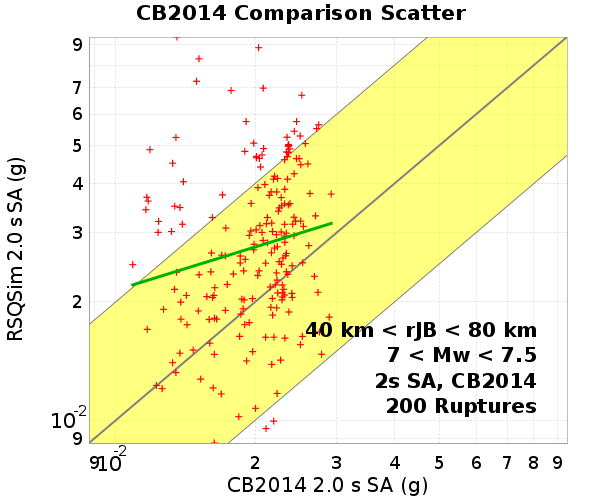 CB2014 Comparison Scatter
RSQSim 2.0 s SA (g)
9
7
6
5
4
3
2
10-2
9
40 km < rJB < 80 km
7 < Mw < 7.5
2s SA, CB2014
200 Ruptures
9 10-2 2 3 4 5 6 7 8 9
CB2014 2.0 s SA (g)